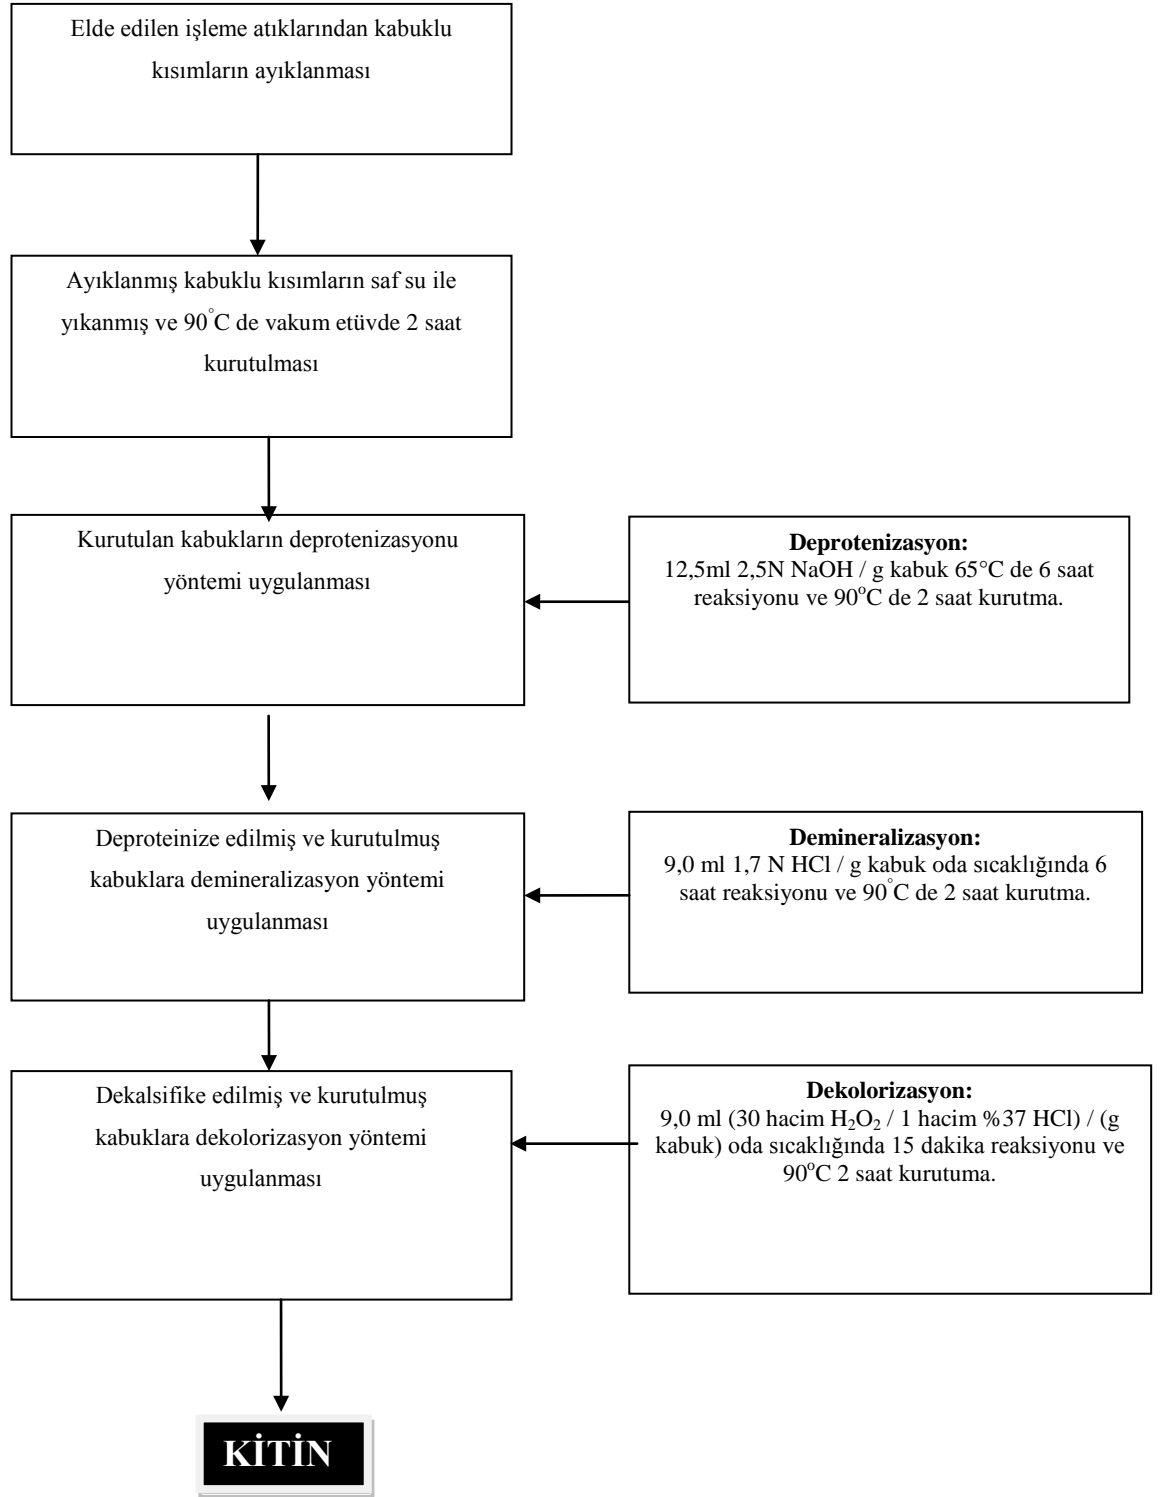 Elde edilen işleme atıklarından kabuklu
kısımların ayıklanması
Ayıklanmış kabuklu kısımların saf su ile
yıkanmış ve 90°C de vakum etüvde 2 saat
kurutulması
Kurutulan kabukların deprotenizasyonu
yöntemi uygulanması
Deprotenizasyon:
12,5ml 2,5N NaOH / g kabuk 65°C de 6 saat
reaksiyonu ve 90°C de 2 saat kurutma.
Deproteinize edilmiş ve kurutulmuş
kabuklara demineralizasyon yöntemi
uygulanması
Demineralizasyon:
9,0 ml 1,7 N HCl / g kabuk oda sıcaklığında 6
saat reaksiyonu ve 90°C de 2 saat kurutma.
Dekalsifike edilmiş ve kurutulmuş
kabuklara dekolorizasyon yöntemi
uygulanması
Dekolorizasyon:
9,0 ml (30 hacim H₂O₂ / 1 hacim %37 HCl) / (g
kabuk) oda sıcaklığında 15 dakika reaksiyonu ve
90°C 2 saat kurutuma.
KİTİN